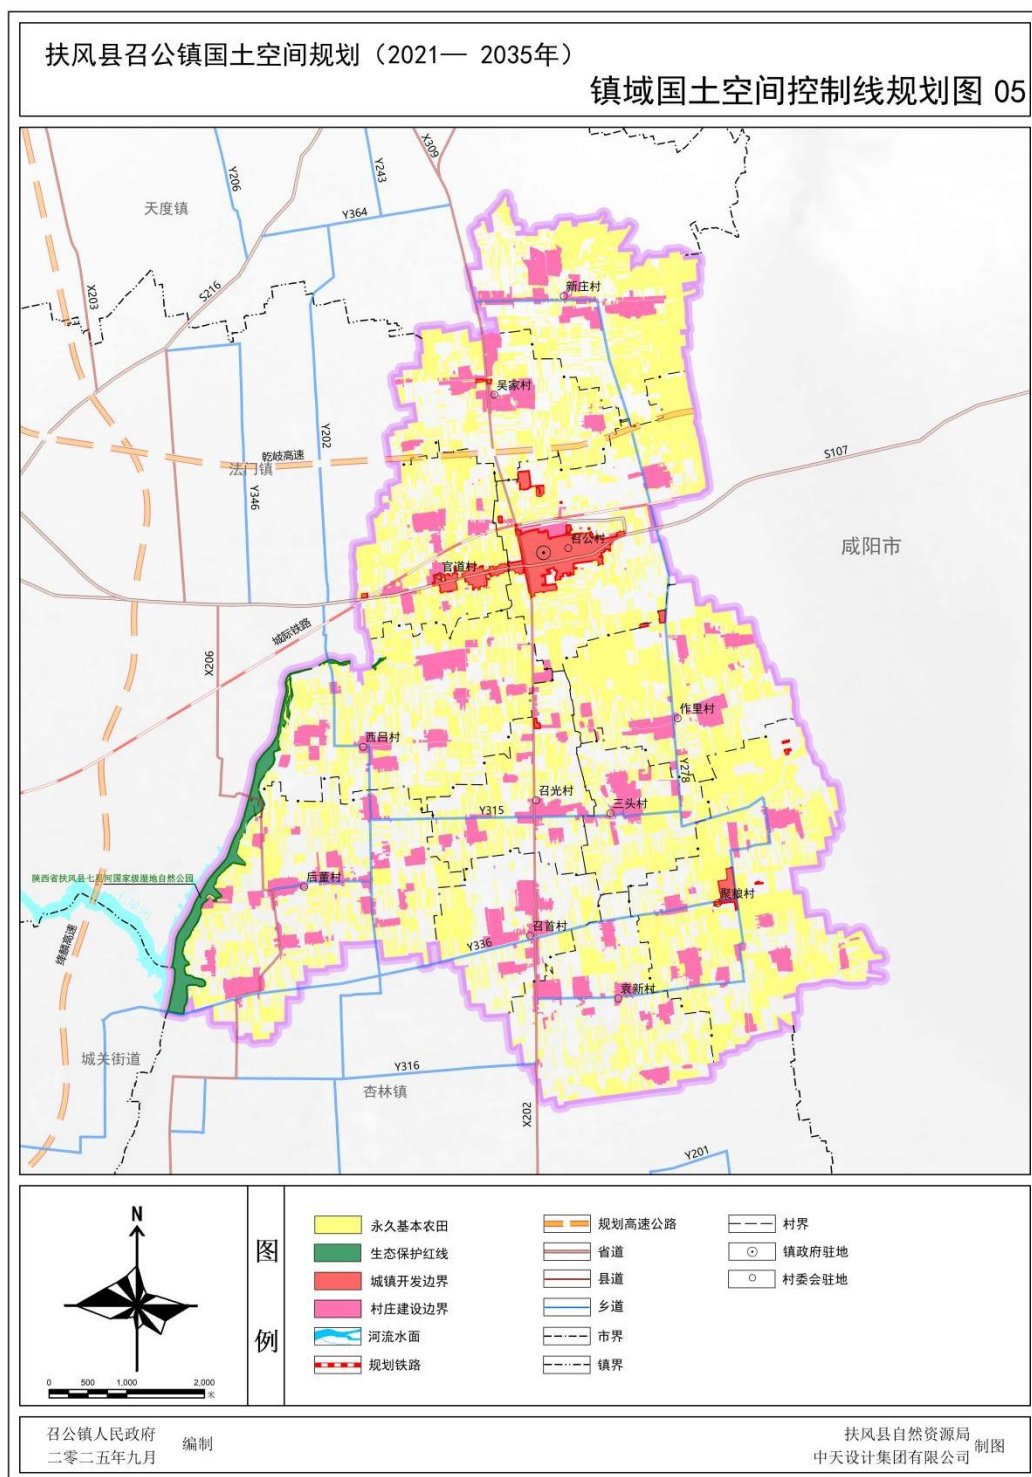 扶风县召公镇国土空间规划（2021— 2035年）
镇域国土空间控制线规划图 05
X309
Y243
Y206
天度镇
Y364
X203
S216
新庄村
吴家村
Y202
乾岐高速
法门镇
Y346
S107
召公村
咸阳市
官道村
城际铁路
X206
作里村
西吕村
Y278
召光村
三头村
Y315
陕西省扶风县七星河国家级湿地自然公园
后董村
聚粮村
召首村
Y336
绛麟高速
袁新村
城关街道
Y316
杏林镇
X202
Y201
N
0 500 1,000 2,000
米
图例
永久基本农田
生态保护红线
城镇开发边界
村庄建设边界
河流水面
规划铁路
规划高速公路
省道
县道
乡道
市界
镇界
村界
镇政府驻地
村委会驻地
召公镇人民政府
二零二五年九月
编制
扶风县自然资源局
中天设计集团有限公司
制图